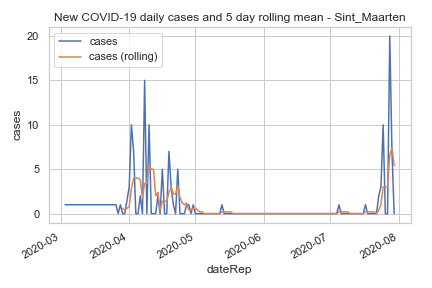 New COVID-19 daily cases and 5 day rolling mean - Sint_Maarten
cases
cases (rolling)
20
15
10
5
0
cases
2020-03
2020-04
2020-05
2020-06
2020-07
2020-08
dateRep